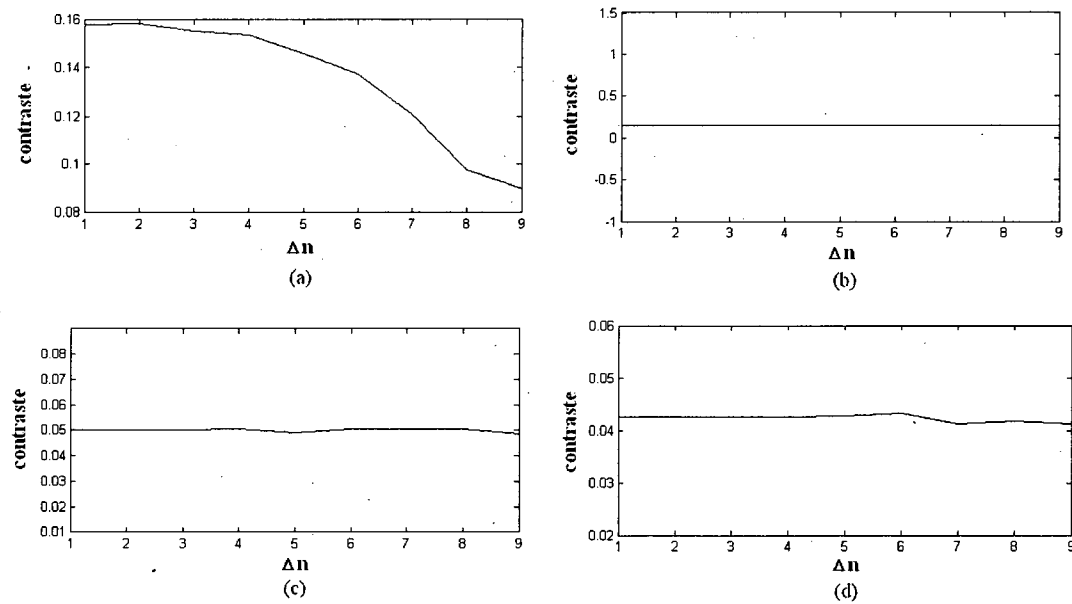 0.16
0.14
0.12
0.1
0.08
contraste
1 2 3 4 5 6 7 8 9
Δn
(a)
1.5
1
0.5
0
-0.5
-1
contraste
1 2 3 4 5 6 7 8 9
Δn
(b)
0.08
0.07
0.06
0.05
0.04
0.03
0.02
0.01
contraste
1 2 3 4 5 6 7 8 9
Δn
(c)
0.06
0.05
0.04
0.03
0.02
contraste
1 2 3 4 5 6 7 8 9
Δn
(d)